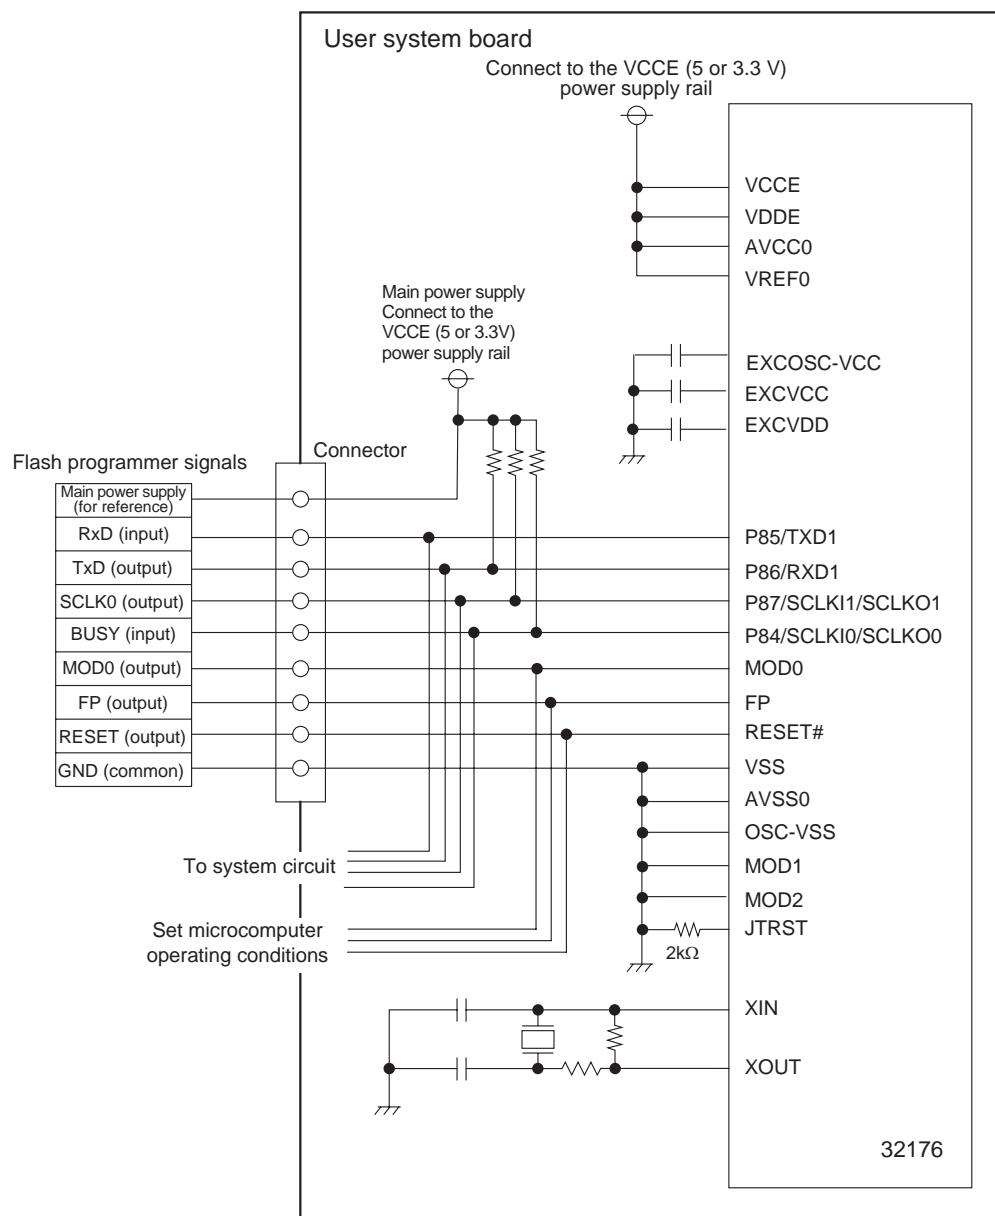 User system board
Connect to the VCCE (5 or 3.3 V)
power supply rail
VCCE
VDDE
AVCC0
VREF0
Main power supply
Connect to the
VCCE (5 or 3.3V)
power supply rail
EXCOSC-VCC
EXCVCC
EXCVDD
Connector
Flash programmer signals
Main power supply
(for reference)
RxD (input)
TxD (output)
SCLK0 (output)
BUSY (input)
MOD0 (output)
FP (output)
RESET (output)
GND (common)
P85/TXD1
P86/RXD1
P87/SCLKI1/SCLKO1
P84/SCLKI0/SCLKO0
MOD0
FP
RESET#
VSS
AVSS0
OSC-VSS
MOD1
MOD2
JTRST
2kΩ
To system circuit
Set microcomputer
operating conditions
XIN
XOUT
32176